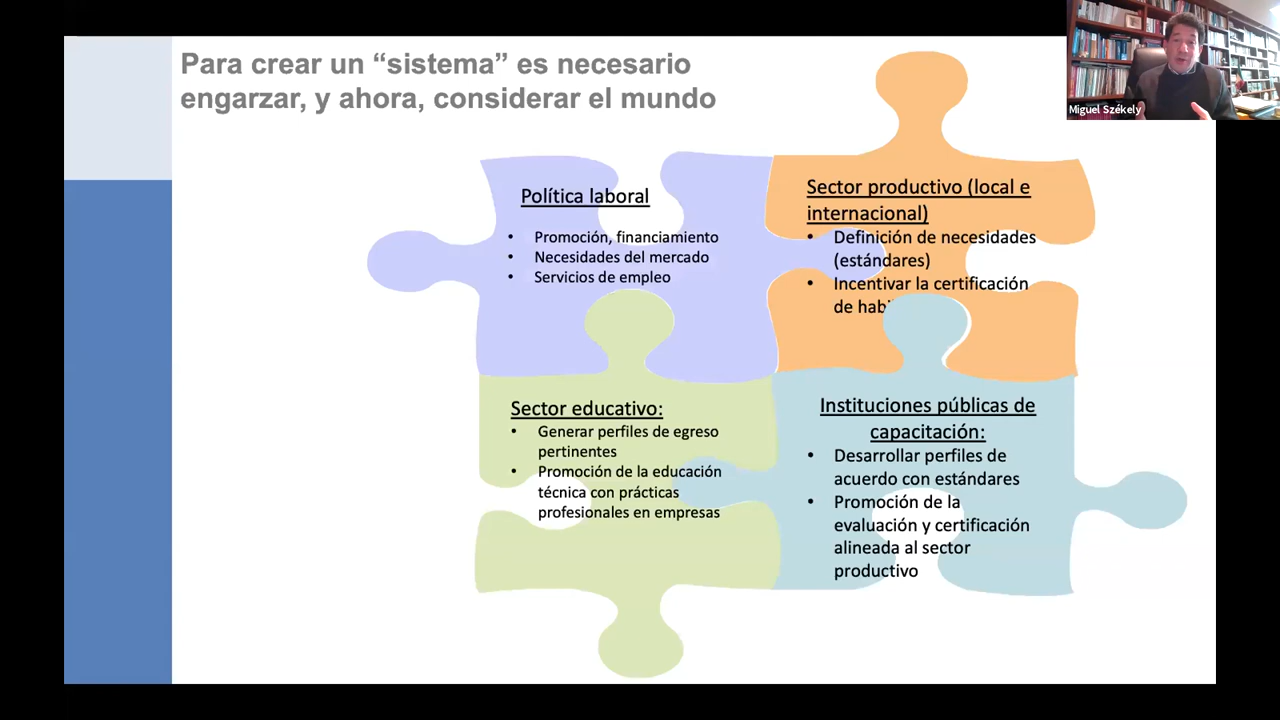 Para crear un “sistema” es necesario
engarzar, y ahora, considerar el mundo
Miguel Székely
Política laboral
• Promoción, financiamiento
• Necesidades del mercado
• Servicios de empleo
Sector productivo (local e
internacional)
• Definición de necesidades
(estándares)
• Incentivar la certificación
de
Sector educativo:
• Generar perfiles de egreso
pertinentes
• Promoción de la educación
técnica con prácticas
profesionales en empresas
Instituciones públicas de
capacitación:
• Desarrollar perfiles de
acuerdo con estándares
• Promoción de la
evaluación y certificación
alineada al sector
productivo